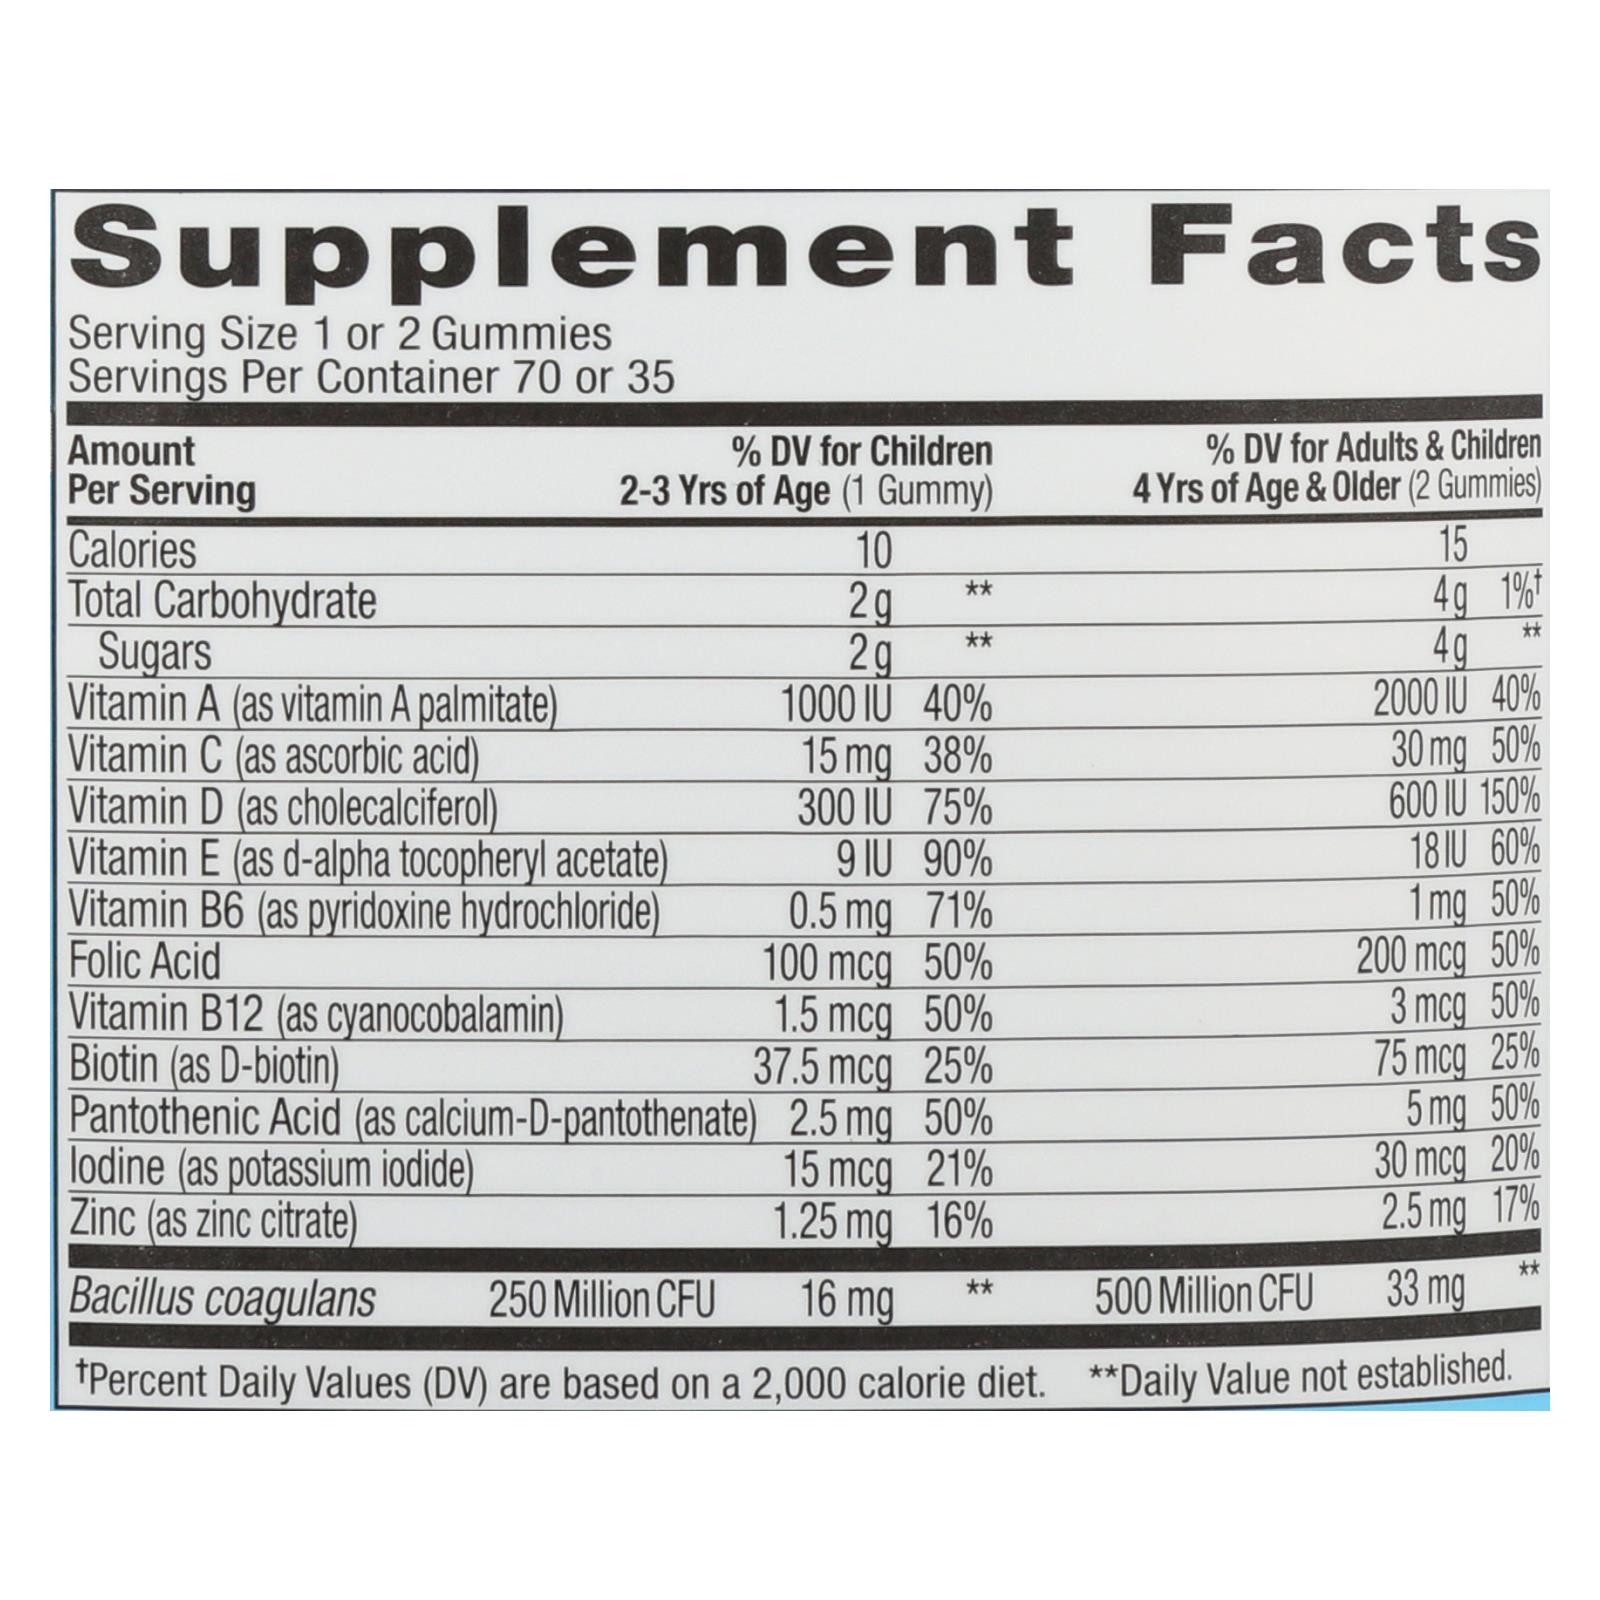 Supplement Facts
Serving Size 1 or 2 Gummies
Servings Per Container 70 or 35
Amount % DV for Children % DV for Adults & Children
Per Serving 2-3 Yrs of Age (1 Gummy) 4 Yrs of Age & Older (2 Gummies)
Calories 10 15
Total Carbohydrate 2 g ** 4 g 1%†
Sugars 2 g ** 4 g **
Vitamin A (as vitamin A palmitate) 1000 IU 40% 2000 IU 40%
Vitamin C (as ascorbic acid) 15 mg 38% 30 mg 50%
Vitamin D (as cholecalciferol) 300 IU 75% 600 IU 150%
Vitamin E (as d-alpha tocopheryl acetate) 9 IU 90% 18 IU 60%
Vitamin B6 (as pyridoxine hydrochloride) 0.5 mg 71% 1 mg 50%
Folic Acid 100 mcg 50% 200 mcg 50%
Vitamin B12 (as cyanocobalamin) 1.5 mcg 50% 3 mcg 50%
Biotin (as D-biotin) 37.5 mcg 25% 75 mcg 25%
Pantothenic Acid (as calcium-D-pantothenate) 2.5 mg 50% 5 mg 50%
Iodine (as potassium iodide) 15 mcg 21% 30 mcg 20%
Zinc (as zinc citrate) 1.25 mg 16% 2.5 mg 17%
Bacillus coagulans 250 Million CFU 16 mg ** 500 Million CFU 33 mg **
†Percent Daily Values (DV) are based on a 2,000 calorie diet. **Daily Value not established.